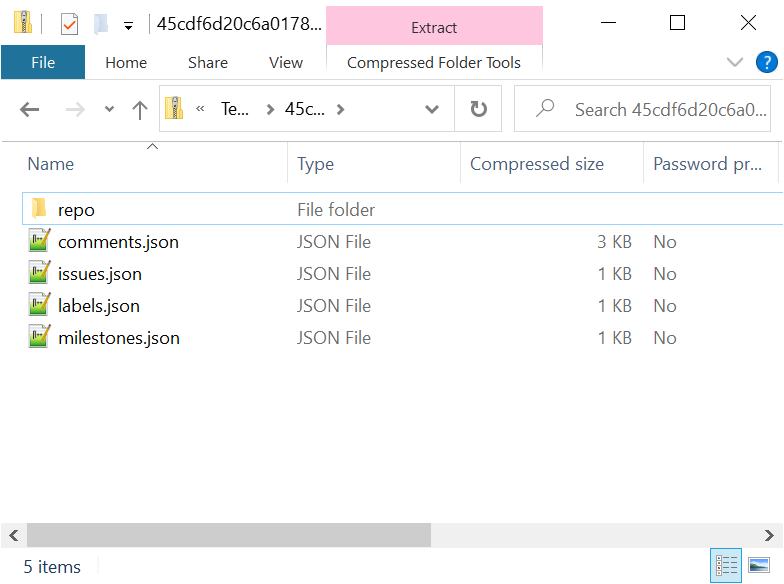 45cdf6d20c6a0178... Extract
File Home Share View Compressed Folder Tools ?
« Te... 45c... Search 45cdf6d20c6a0...
Name Type Compressed size Password pr...
repo File folder
comments.json JSON File 3 KB No
issues.json JSON File 1 KB No
labels.json JSON File 1 KB No
milestones.json JSON File 1 KB No
5 items